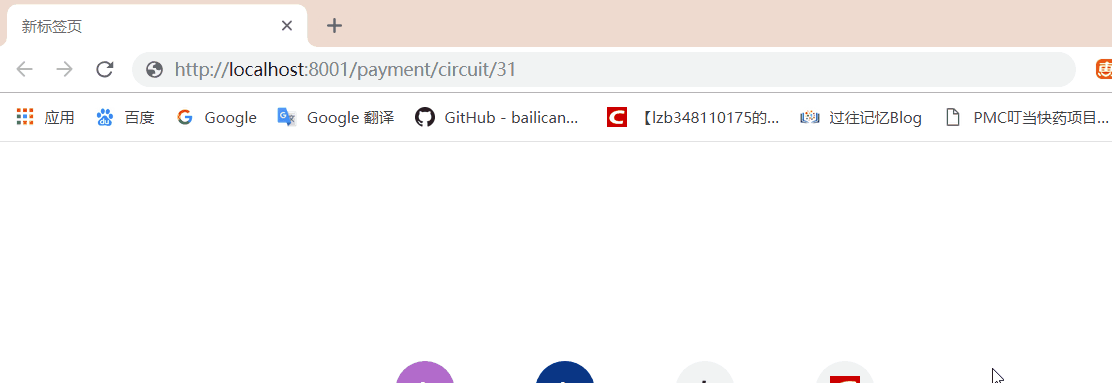 新标签页
http://localhost:8001/payment/circuit/31
应用 百度 Google Google 翻译 GitHub - bailican... 【lzb348110175的... 过往记忆Blog PMC叮当快药项目...